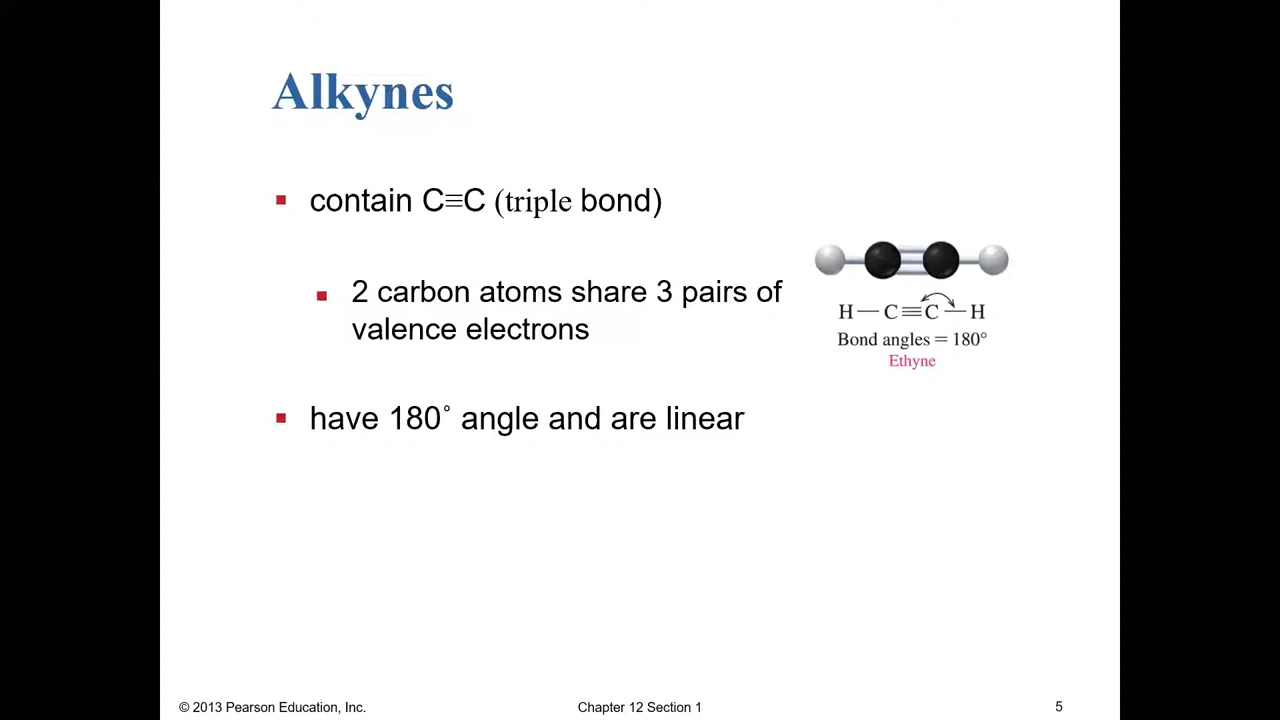 Alkynes
contain C≡C (triple bond)
2 carbon atoms share 3 pairs of
valence electrons
have 180˚ angle and are linear
H—C≡C—H
Bond angles = 180°
Ethyne
© 2013 Pearson Education, Inc.
Chapter 12 Section 1
5